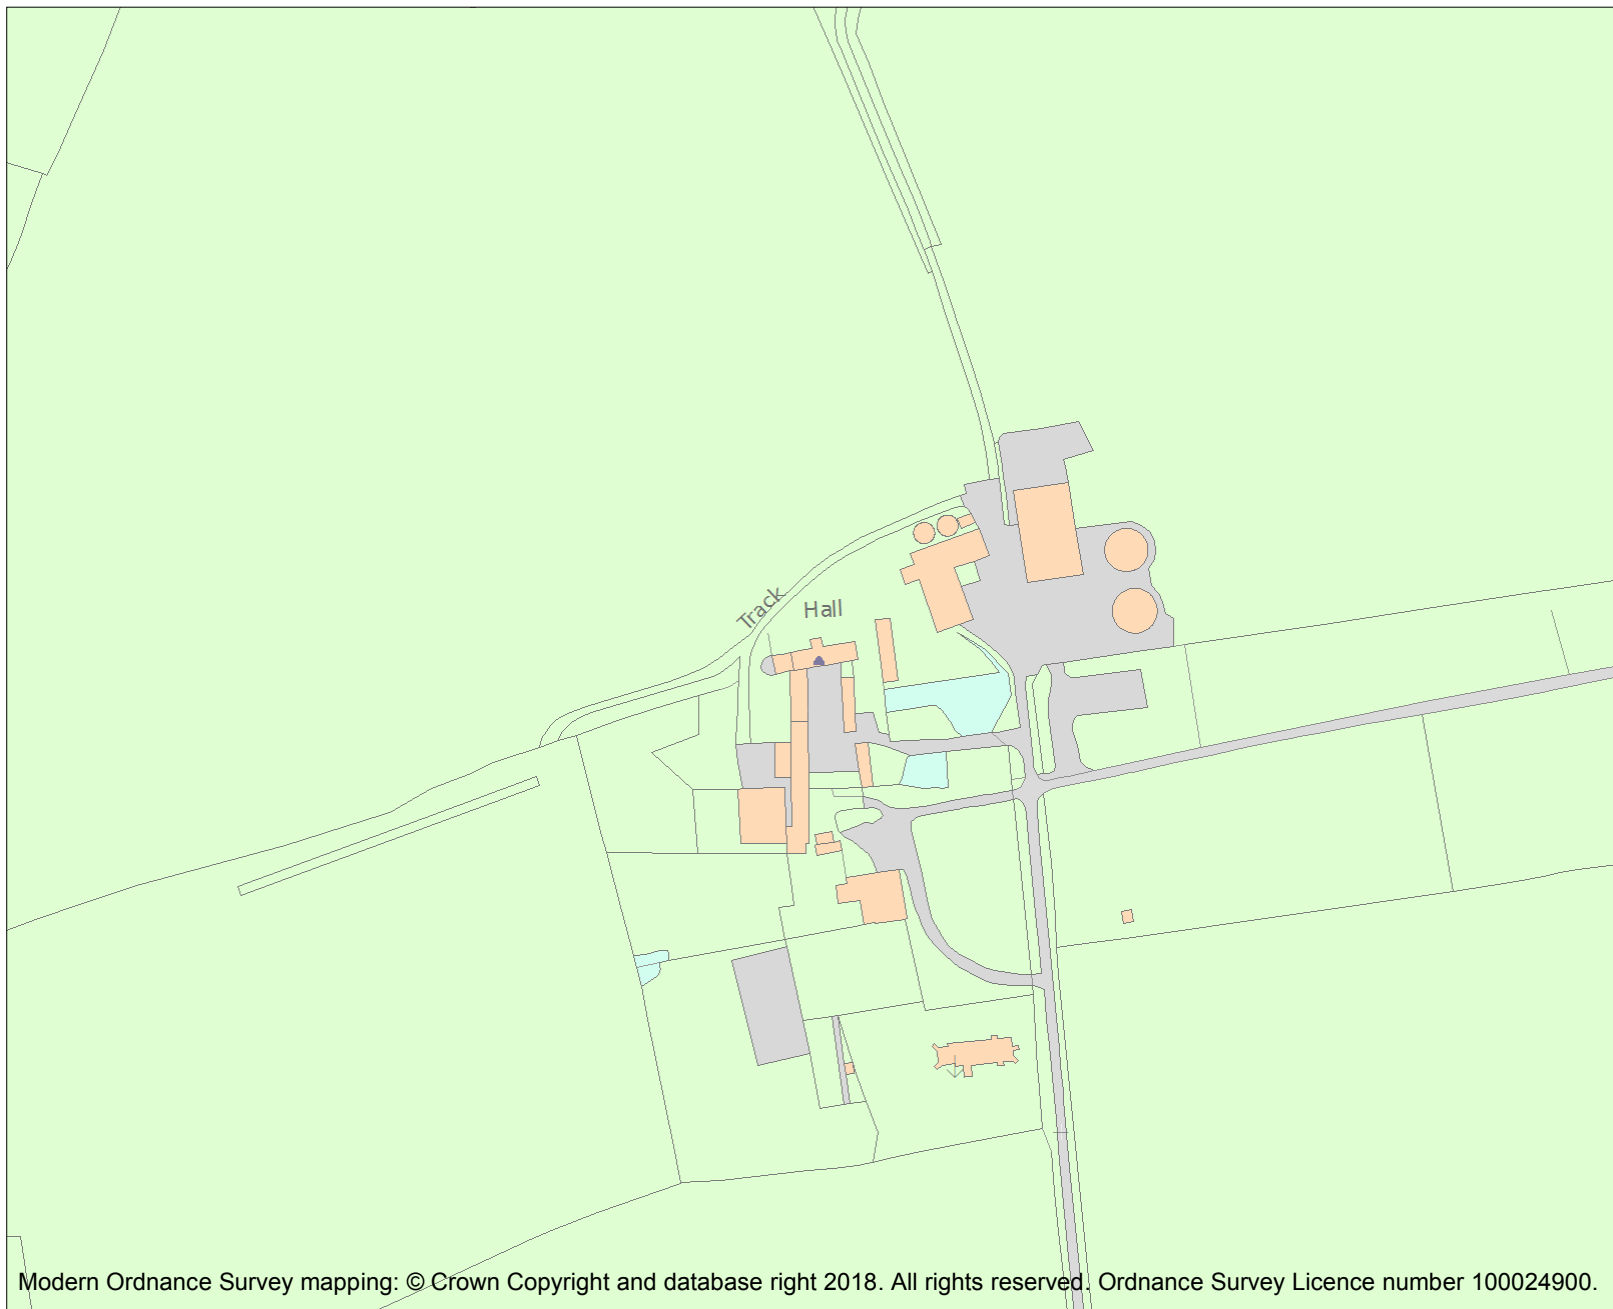 Track
Hall
Modern Ordnance Survey mapping: © Crown Copyright and database right 2018. All rights reserved. Ordnance Survey Licence number 100024900.